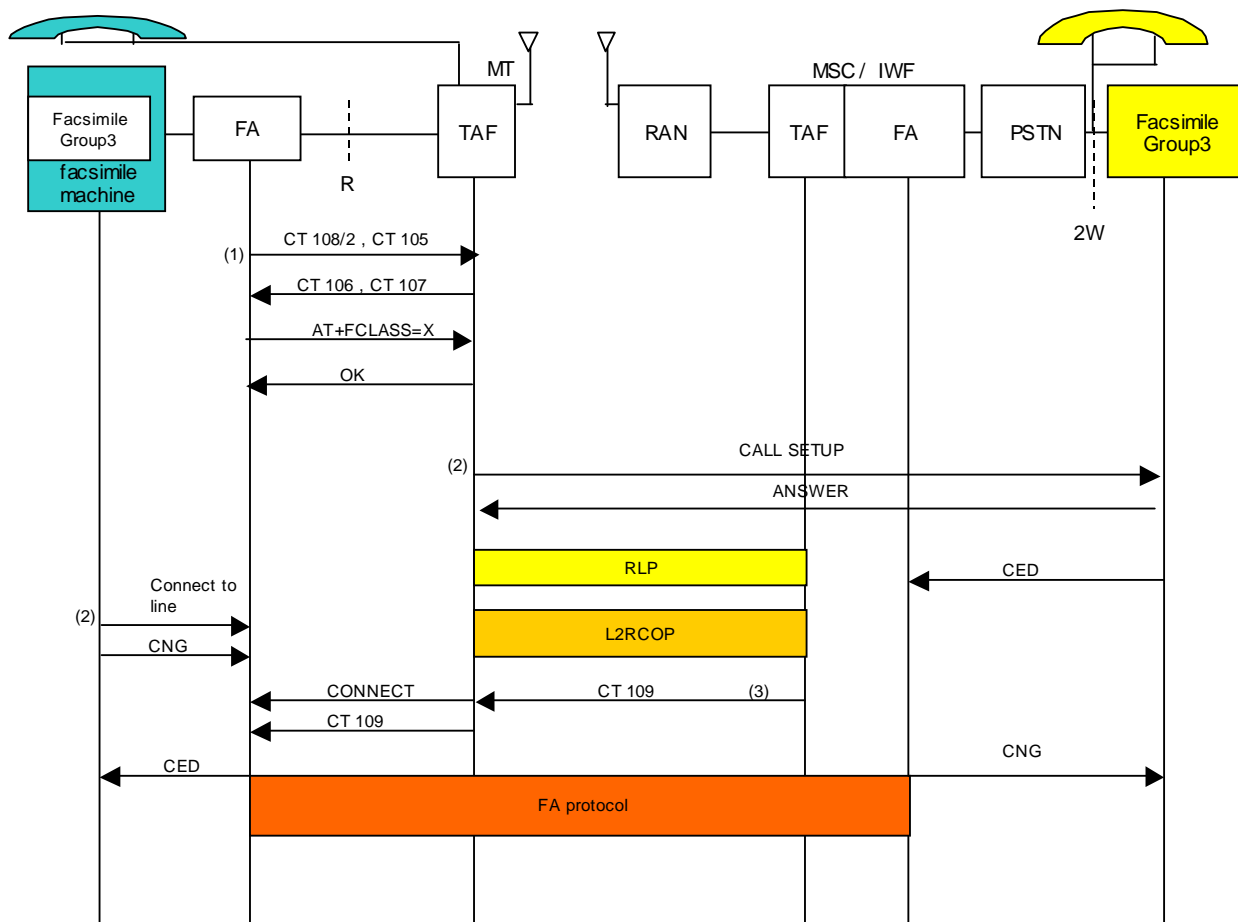 MT
MSC / IWF
Facsimile
Group3
facsimile
machine
FA
R
TAF
RAN
TAF
FA
PSTN
2W
Facsimile
Group3
(1)
CT 108/2 , CT 105
CT 106 , CT 107
AT+FCLASS=X
OK
(2)
CALL SETUP
ANSWER
RLP
CED
(2)
Connect to
line
L2RCOP
CNG
CONNECT
CT 109
(3)
CT 109
CED
CNG
FA protocol